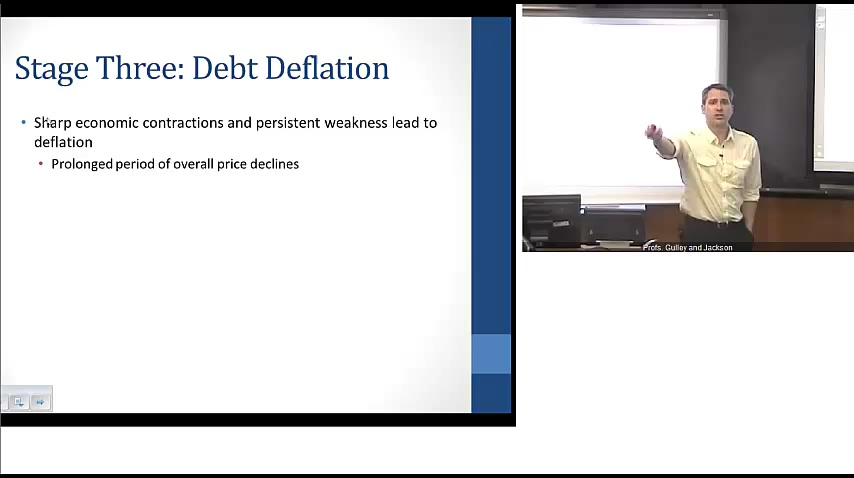 Stage Three: Debt Deflation
• Sharp economic contractions and persistent weakness lead to
deflation
• Prolonged period of overall price declines
Profs. Gulley and Jackson